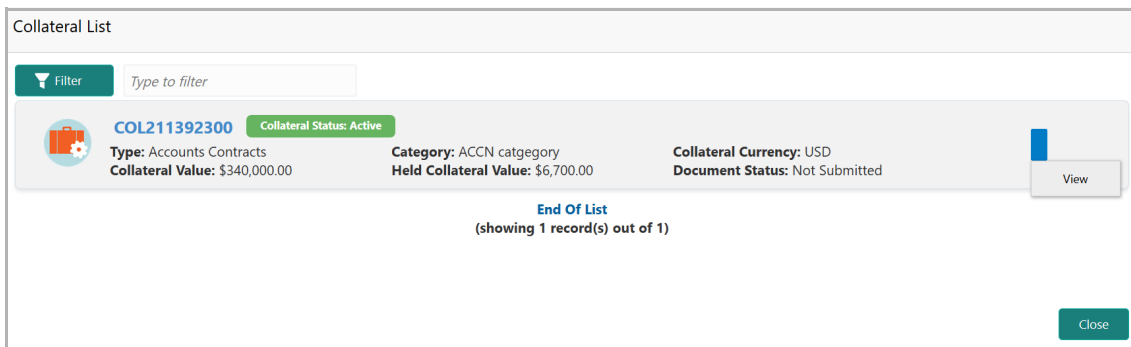 Collateral List
Filter
Type to filter
COL211392300 Collateral Status: Active
Type: Accounts Contracts Category: ACCN catgegory Collateral Currency: USD
Collateral Value: $340,000.00 Held Collateral Value: $6,700.00 Document Status: Not Submitted
View
End Of List
(showing 1 record(s) out of 1)
Close